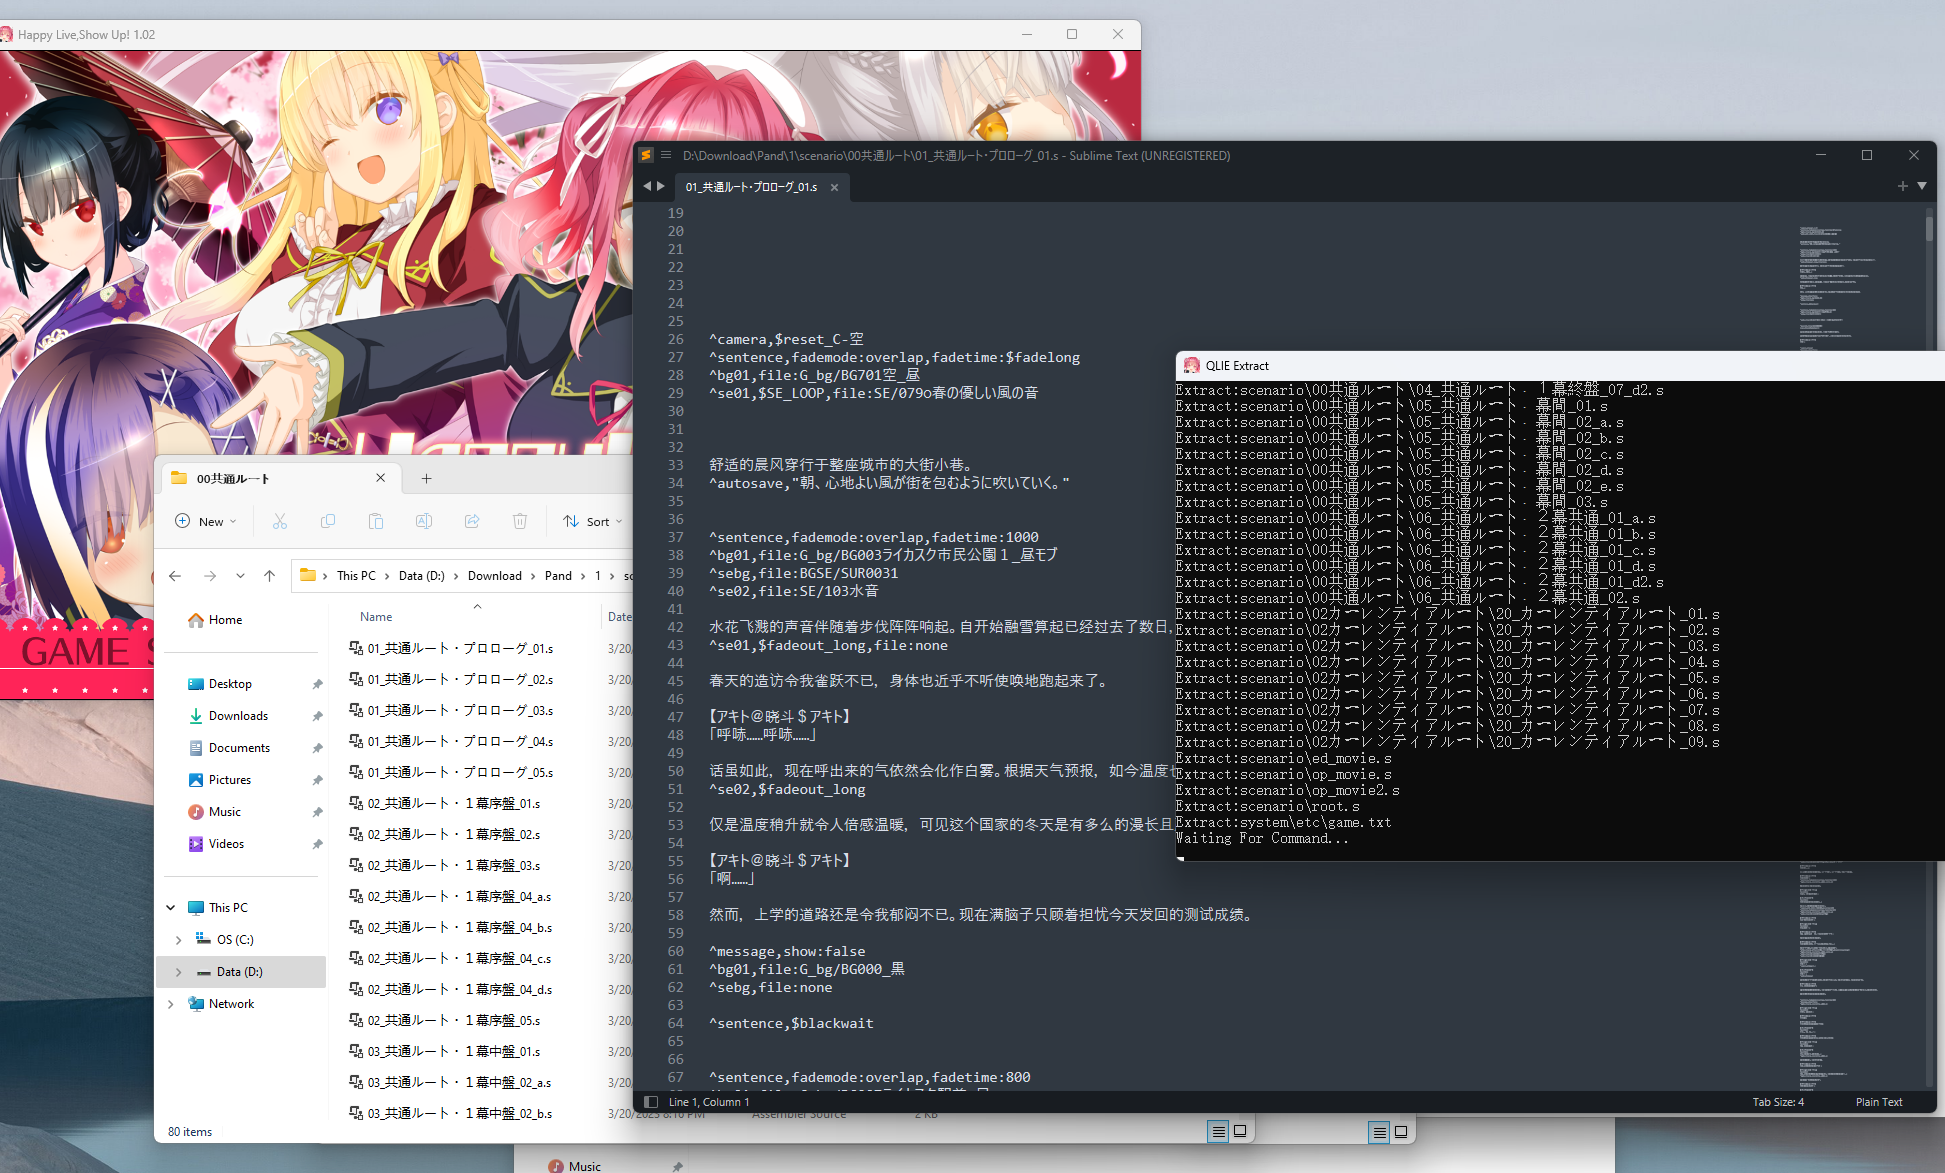 Happy Live,Show Up! 1.02
GAME S
D:\Download\Pand\1\scenario\00共通ルート\01_共通ルート・プロローグ_01.s - Sublime Text (UNREGISTERED)
01_共通ルート・プロローグ_01.s
19
20
21
22
23
24
25
26 ^camera,$reset_C-空
27 ^sentence,fademode:overlap,fadetime:$fadelong
28 ^bg01,file:G_bg/BG701空_昼
29 ^se01,$SE_LOOP,file:SE/079o春の優しい風の音
30
31
32
33 舒适的晨风穿行于整座城市的大街小巷。
34 ^autosave,"朝、心地よい風が街を包むように吹いていく。"
35
36
37 ^sentence,fademode:overlap,fadetime:1000
38 ^bg01,file:G_bg/BG003ライカスク市民公園１_昼モブ
39 ^sebg,file:BGSE/SUR0031
40 ^se02,file:SE/103水音
41
42 水花飞溅的声音伴随着步伐阵阵响起。自开始融雪算起已经过去了数日，
43 ^se01,$fadeout_long,file:none
44
45 春天的造访令我雀跃不已，身体也近乎不听使唤地跑起来了。
46
47 【アキト＠晓斗＄アキト】
48 「呼哧……呼哧……」
49
50 话虽如此，现在呼出来的气依然会化作白雾。根据天气预报，如今温度
51 ^se02,$fadeout_long
52
53 仅是温度稍升就令人倍感温暖，可见这个国家的冬天是有多么的漫长且
54
55 【アキト＠晓斗＄アキト】
56 「啊……」
57
58 然而，上学的道路还是令我郁闷不已。现在满脑子只顾着担忧今天发回的测试成绩。
59
60 ^message,show:false
61 ^bg01,file:G_bg/BG000_黒
62 ^sebg,file:none
63
64 ^sentence,$blackwait
65
66
67 ^sentence,fademode:overlap,fadetime:800
Line 1, Column 1
Tab Size: 4
Plain Text
QLIE Extract
Extract:scenario\00共通ルート\04_共通ルート・１幕終盤_07_d2.s
Extract:scenario\00共通ルート\05_共通ルート・幕間_01.s
Extract:scenario\00共通ルート\05_共通ルート・幕間_02_a.s
Extract:scenario\00共通ルート\05_共通ルート・幕間_02_b.s
Extract:scenario\00共通ルート\05_共通ルート・幕間_02_c.s
Extract:scenario\00共通ルート\05_共通ルート・幕間_02_d.s
Extract:scenario\00共通ルート\05_共通ルート・幕間_02_e.s
Extract:scenario\00共通ルート\05_共通ルート・幕間_03.s
Extract:scenario\00共通ルート\06_共通ルート・２幕共通_01_a.s
Extract:scenario\00共通ルート\06_共通ルート・２幕共通_01_b.s
Extract:scenario\00共通ルート\06_共通ルート・２幕共通_01_c.s
Extract:scenario\00共通ルート\06_共通ルート・２幕共通_01_d.s
Extract:scenario\00共通ルート\06_共通ルート・２幕共通_01_d2.s
Extract:scenario\00共通ルート\06_共通ルート・２幕共通_02.s
Extract:scenario\02カーレンティアルート\20_カーレンティアルート_01.s
Extract:scenario\02カーレンティアルート\20_カーレンティアルート_02.s
Extract:scenario\02カーレンティアルート\20_カーレンティアルート_03.s
Extract:scenario\02カーレンティアルート\20_カーレンティアルート_04.s
Extract:scenario\02カーレンティアルート\20_カーレンティアルート_05.s
Extract:scenario\02カーレンティアルート\20_カーレンティアルート_06.s
Extract:scenario\02カーレンティアルート\20_カーレンティアルート_07.s
Extract:scenario\02カーレンティアルート\20_カーレンティアルート_08.s
Extract:scenario\02カーレンティアルート\20_カーレンティアルート_09.s
Extract:scenario\ed_movie.s
Extract:scenario\op_movie.s
Extract:scenario\op_movie2.s
Extract:scenario\root.s
Extract:system\etc\game.txt
Waiting For Command...
00共通ルート
New
Sort
This PC > Data (D:) > Download > Pand > 1 > sc
Home
Desktop
Downloads
Documents
Pictures
Music
Videos
This PC
OS (C:)
Data (D:)
Network
Name Date
01_共通ルート・プロローグ_01.s 3/20/
01_共通ルート・プロローグ_02.s 3/20/
01_共通ルート・プロローグ_03.s 3/20/
01_共通ルート・プロローグ_04.s 3/20/
01_共通ルート・プロローグ_05.s 3/20/
02_共通ルート・１幕序盤_01.s 3/20/
02_共通ルート・１幕序盤_02.s 3/20/
02_共通ルート・１幕序盤_03.s 3/20/
02_共通ルート・１幕序盤_04_a.s 3/20/
02_共通ルート・１幕序盤_04_b.s 3/20/
02_共通ルート・１幕序盤_04_c.s 3/20/
02_共通ルート・１幕序盤_04_d.s 3/20/
02_共通ルート・１幕序盤_05.s 3/20/
03_共通ルート・１幕中盤_01.s 3/20/
03_共通ルート・１幕中盤_02_a.s 3/20/
03_共通ルート・１幕中盤_02_b.s 3/20/2023 8:10 PM Assembler Source 2 KB
80 items
Music